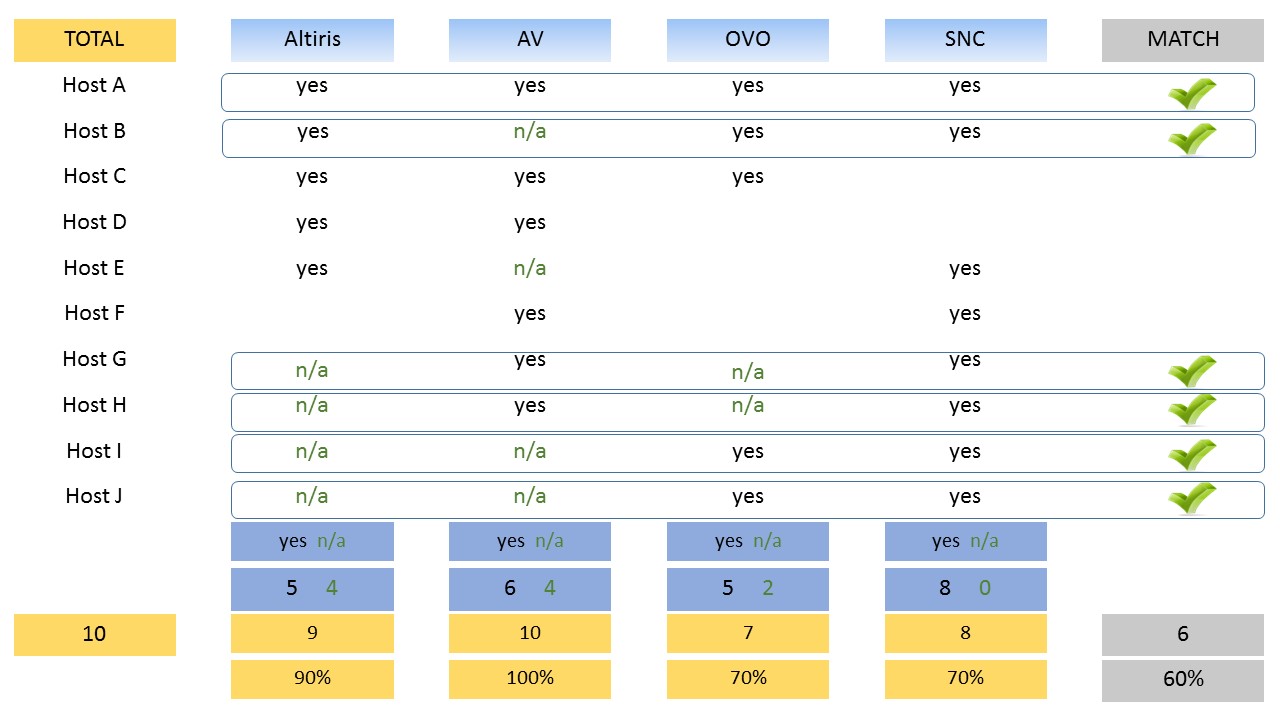 TOTAL Altiris AV OVO SNC MATCH
Host A yes yes yes yes
Host B yes n/a yes yes
Host C yes yes yes
Host D yes yes
Host E yes n/a yes
Host F yes yes
Host G n/a yes n/a yes
Host H n/a yes n/a yes
Host I n/a n/a yes yes
Host J n/a n/a yes yes
yes n/a yes n/a yes n/a yes n/a
5 4 6 4 5 2 8 0
10 9 10 7 8 6
90% 100% 70% 70% 60%